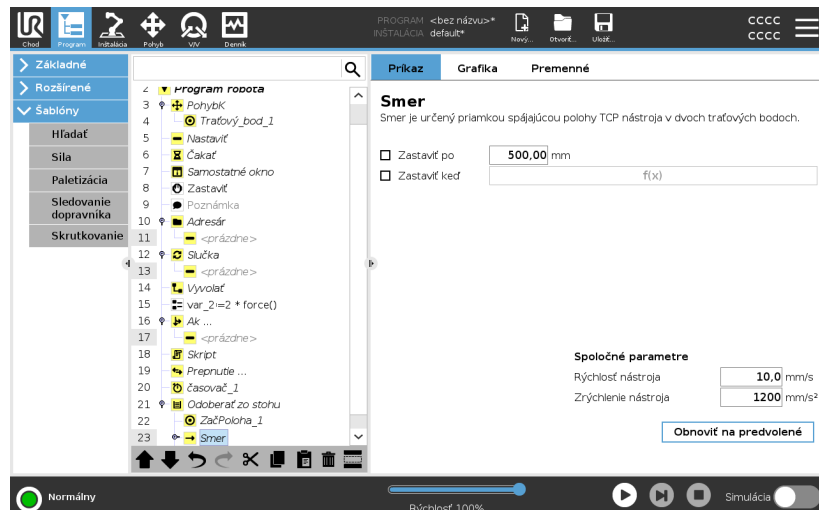 UR
Chod
Program
Inštalácia
Pohyb
V/V
Denník
PROGRAM <bez názvu>*
INŠTALÁCIA default*
Nový...
Otvoriť...
Uložiť...
CCCC
CCCC
Základné
Rozšírené
Šablóny
Hľadať
Sila
Paletizácia
Sledovanie
dopravníka
Skrutkovanie
2 Program robota
3 PohybK
4 Traťový_bod_1
5 Nastaviť
6 Čakať
7 Samostatné okno
8 Zastaviť
9 Poznámka
10 Adresár
11 <prázdne>
12 Slučka
13 <prázdne>
14 Vyvolať
15 var_2≔2 * force()
16 Ak ...
17 <prázdne>
18 Skript
19 Prepnutie ...
20 časovač_1
21 Odoberať zo stohu
22 ZačPoloha_1
23 Smer
Príkaz
Grafika
Premenné
Smer
Smer je určený priamkou spájajúcou polohy TCP nástroja v dvoch traťových bodoch.
Zastaviť po 500,00 mm
Zastaviť keď f(x)
Spoločné parametre
Rýchlosť nástroja 10,0 mm/s
Zrýchlenie nástroja 1200 mm/s²
Obnoviť na predvolené
Normálny
Rýchlosť 100%
Simulácia